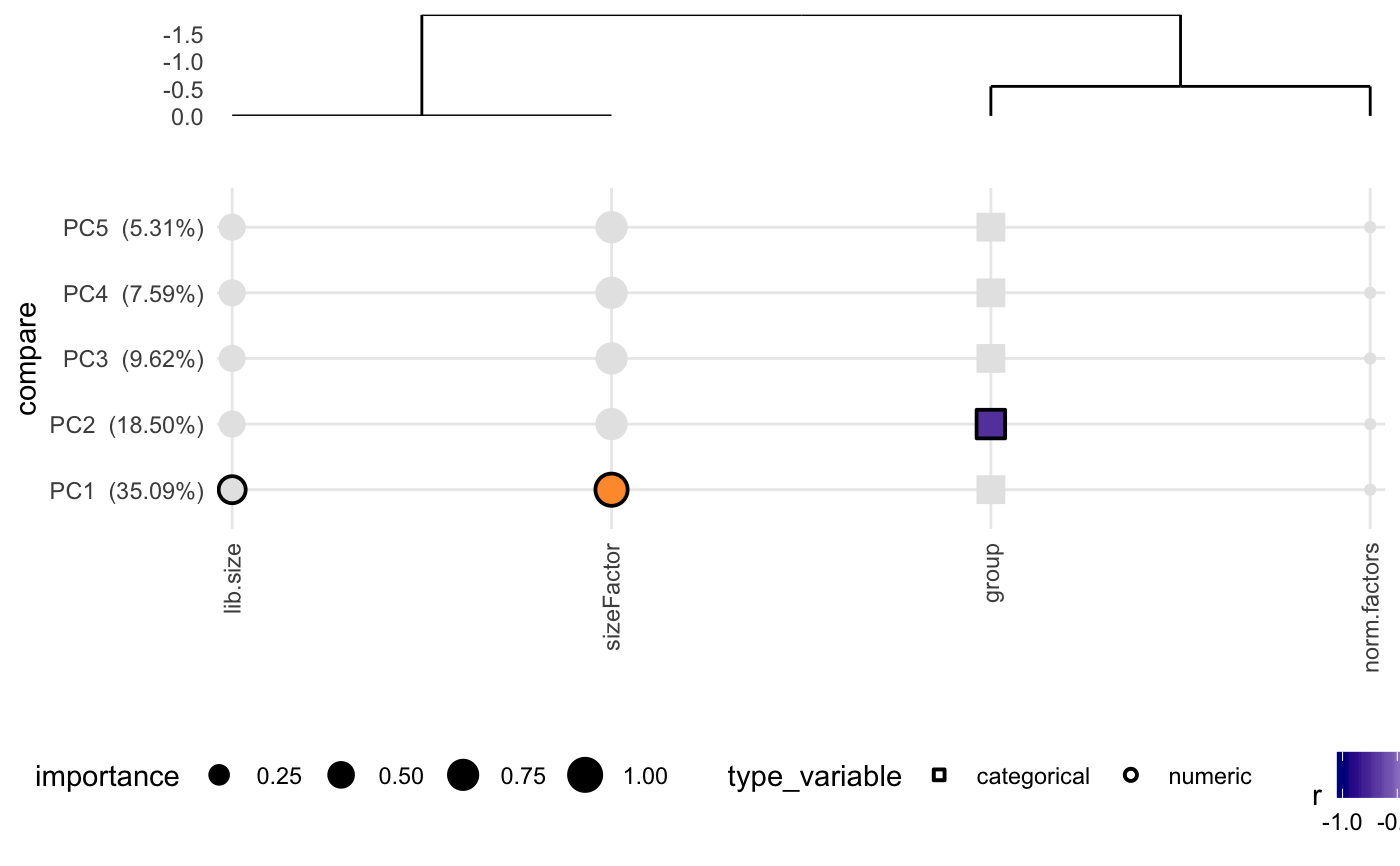 -1.5
-1.0
-0.5
0.0
compare
PC5 (5.31%)
PC4 (7.59%)
PC3 (9.62%)
PC2 (18.50%)
PC1 (35.09%)
lib.size
sizeFactor
group
norm.factors
importance 0.25 0.50 0.75 1.00 type_variable categorical numeric r
-1.0 -0.